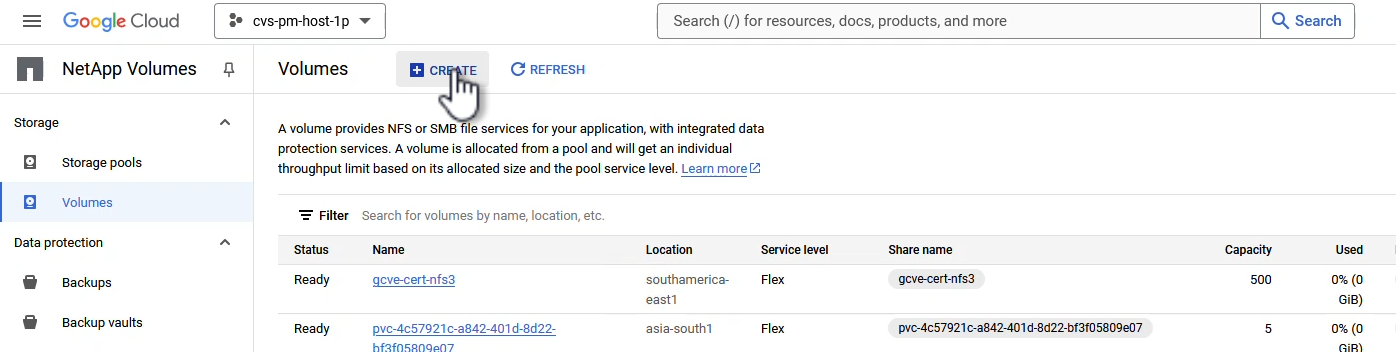 Google Cloud
cvs-pm-host-1p
Search (/) for resources, docs, products, and more
Search
NetApp Volumes
Volumes
CREATE
REFRESH
Storage
Storage pools
Volumes
Data protection
Backups
Backup vaults
A volume provides NFS or SMB file services for your application, with integrated data
protection services. A volume is allocated from a pool and will get an individual
throughput limit based on its allocated size and the pool service level. Learn more
Filter Search for volumes by name, location, etc.
Status Name Location Service level Share name Capacity Used
Ready gcve-cert-nfs3 southamerica- Flex gcve-cert-nfs3 500 0% (0
east1 GiB)
Ready pvc-4c57921c-a842-401d-8d22- asia-south1 Flex pvc-4c57921c-a842-401d-8d22-bf3f05809e07 5 0% (0
bf3f05809e07 GiB)